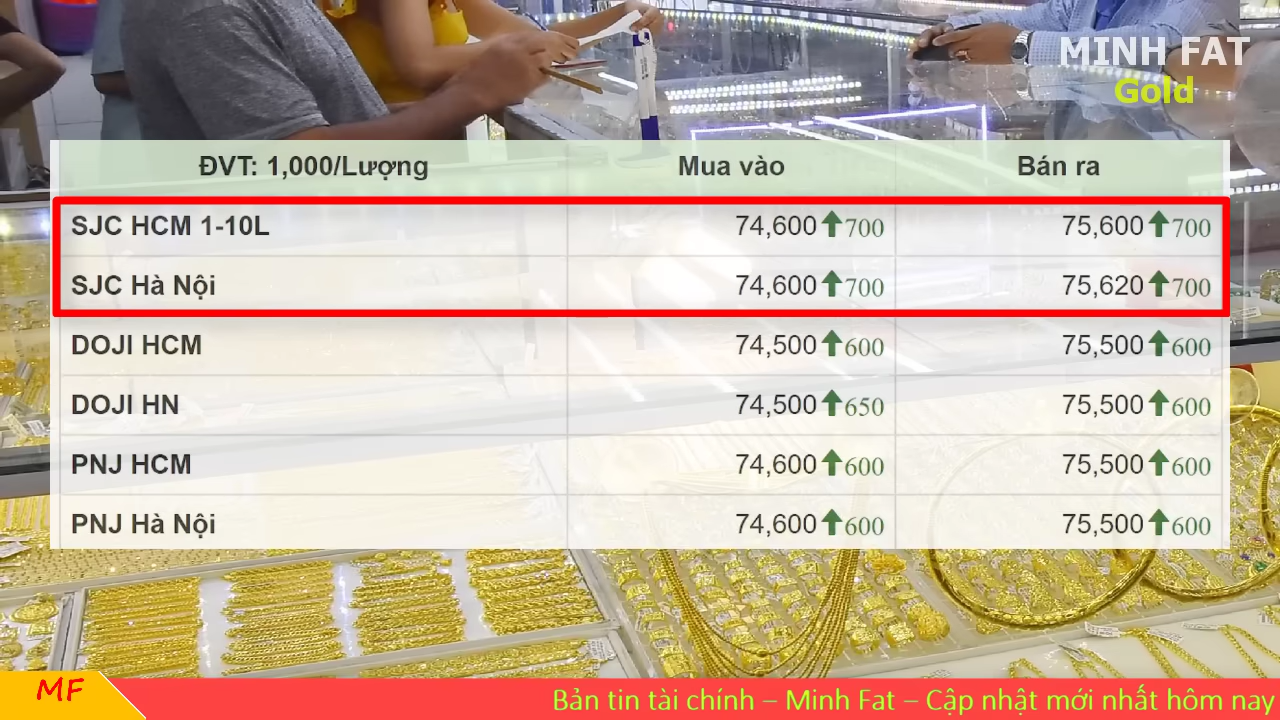 MINH FAT
Gold
ĐVT: 1,000/Lượng Mua vào Bán ra
SJC HCM 1-10L 74,600 700 75,600 700
SJC Hà Nội 74,600 700 75,620 700
DOJI HCM 74,500 600 75,500 600
DOJI HN 74,500 650 75,500 600
PNJ HCM 74,600 600 75,500 600
PNJ Hà Nội 74,600 600 75,500 600
MF
Bản tin tài chính – Minh Fat – Cập nhật mới nhất hôm nay